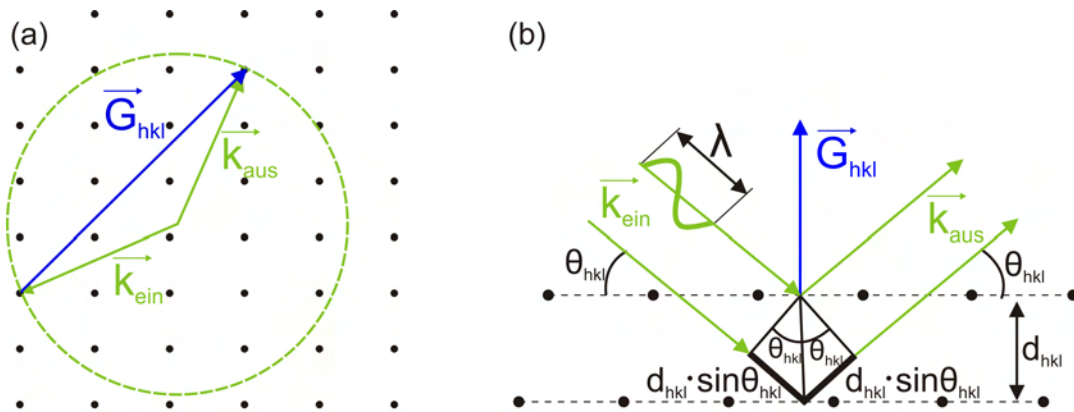 (a)
G_hkl
k_aus
k_ein
(b)
λ
G_hkl
k_ein
k_aus
θ_hkl
θ_hkl
θ_hkl θ_hkl
d_hkl
d_hkl·sinθ_hkl d_hkl·sinθ_hkl